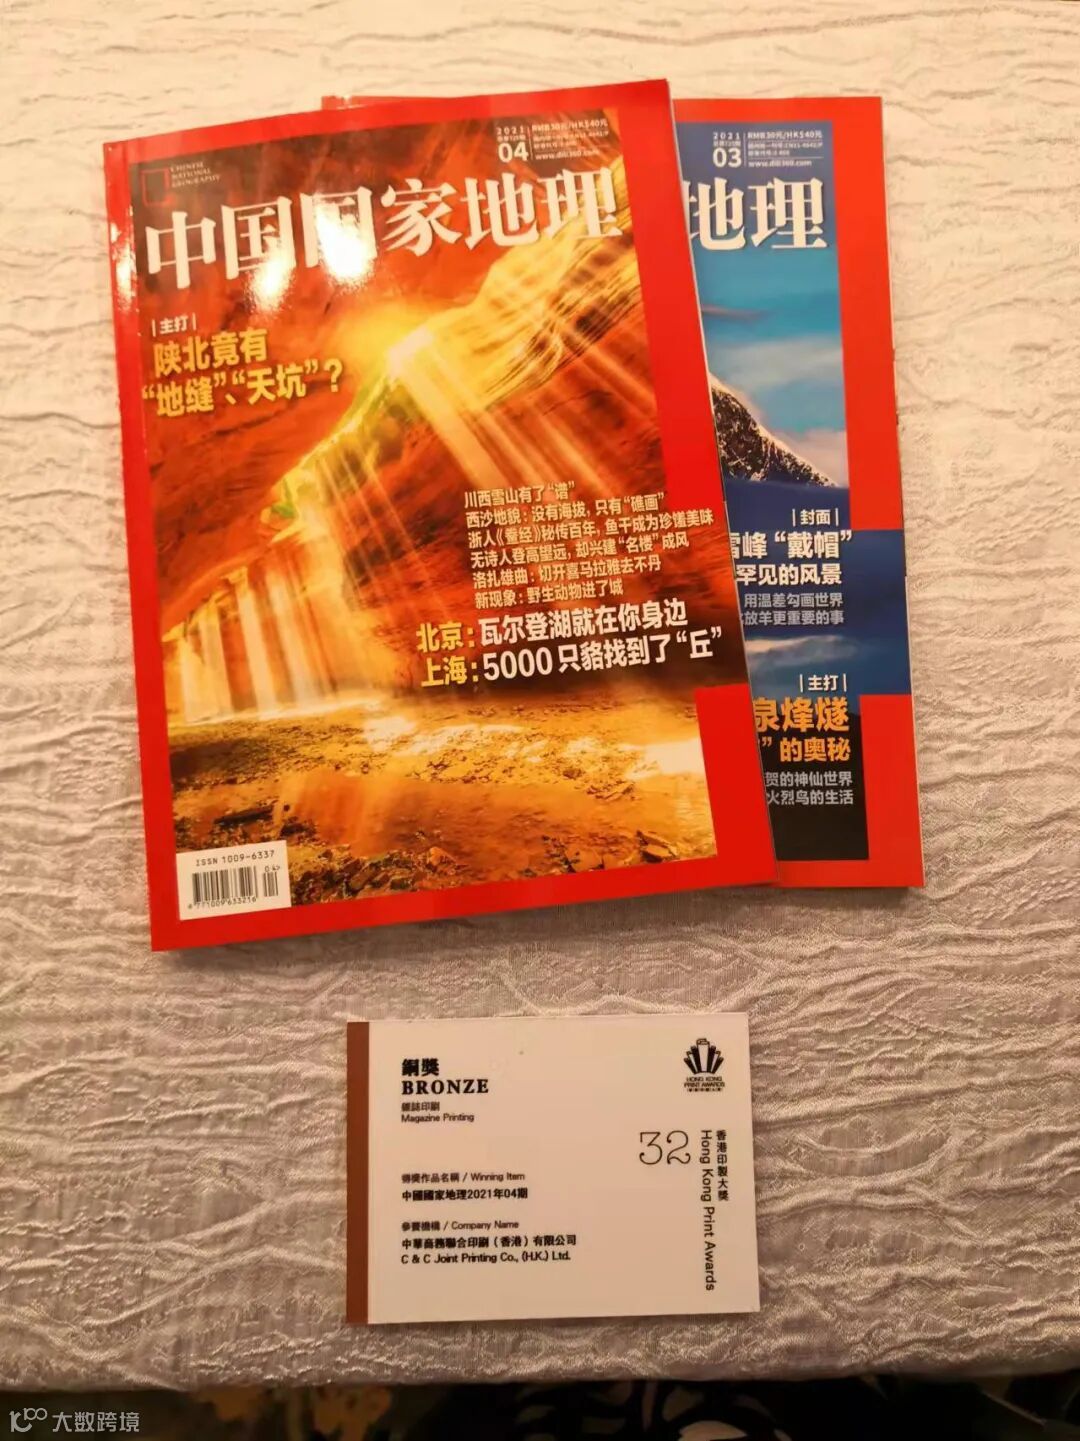 CHINESE
NATIONAL
GEOGRAPHY
2021
04
RMB30元/HK$40元
www.dili360.com
中国国家地理
|主打|
陕北竟有
“地缝”、“天坑”？
川西雪山有了“谱”
西沙地貌：没有海拔，只有“礁画”
浙人《鲞经》秘传百年，鱼干成为珍馐美味
无诗人登高望远，却兴建“名楼”成风
洛扎雄曲：切开喜马拉雅去不丹
新现象：野生动物进了城
北京：瓦尔登湖就在你身边
上海：5000只貉找到了“丘”
ISSN 1009-6337
04>
9 771009 633216
2021
03
RMB30元/HK$40元
www.dili360.com
地理
|封面|
雪峰“戴帽”
罕见的风景
用温差勾画世界
放羊更重要的事
|主打|
泉烽燧
”的奥秘
贺的神仙世界
火烈鸟的生活
銅獎
BRONZE
雜誌印刷
Magazine Printing
得獎作品名稱 / Winning Item
中國國家地理2021年04期
參賽機構 / Company Name
中華商務聯合印刷（香港）有限公司
C & C Joint Printing Co., (H.K.) Ltd.
HONG KONG
PRINT AWARDS
32
香港印製大獎
Hong Kong Print Awards
大数跨境